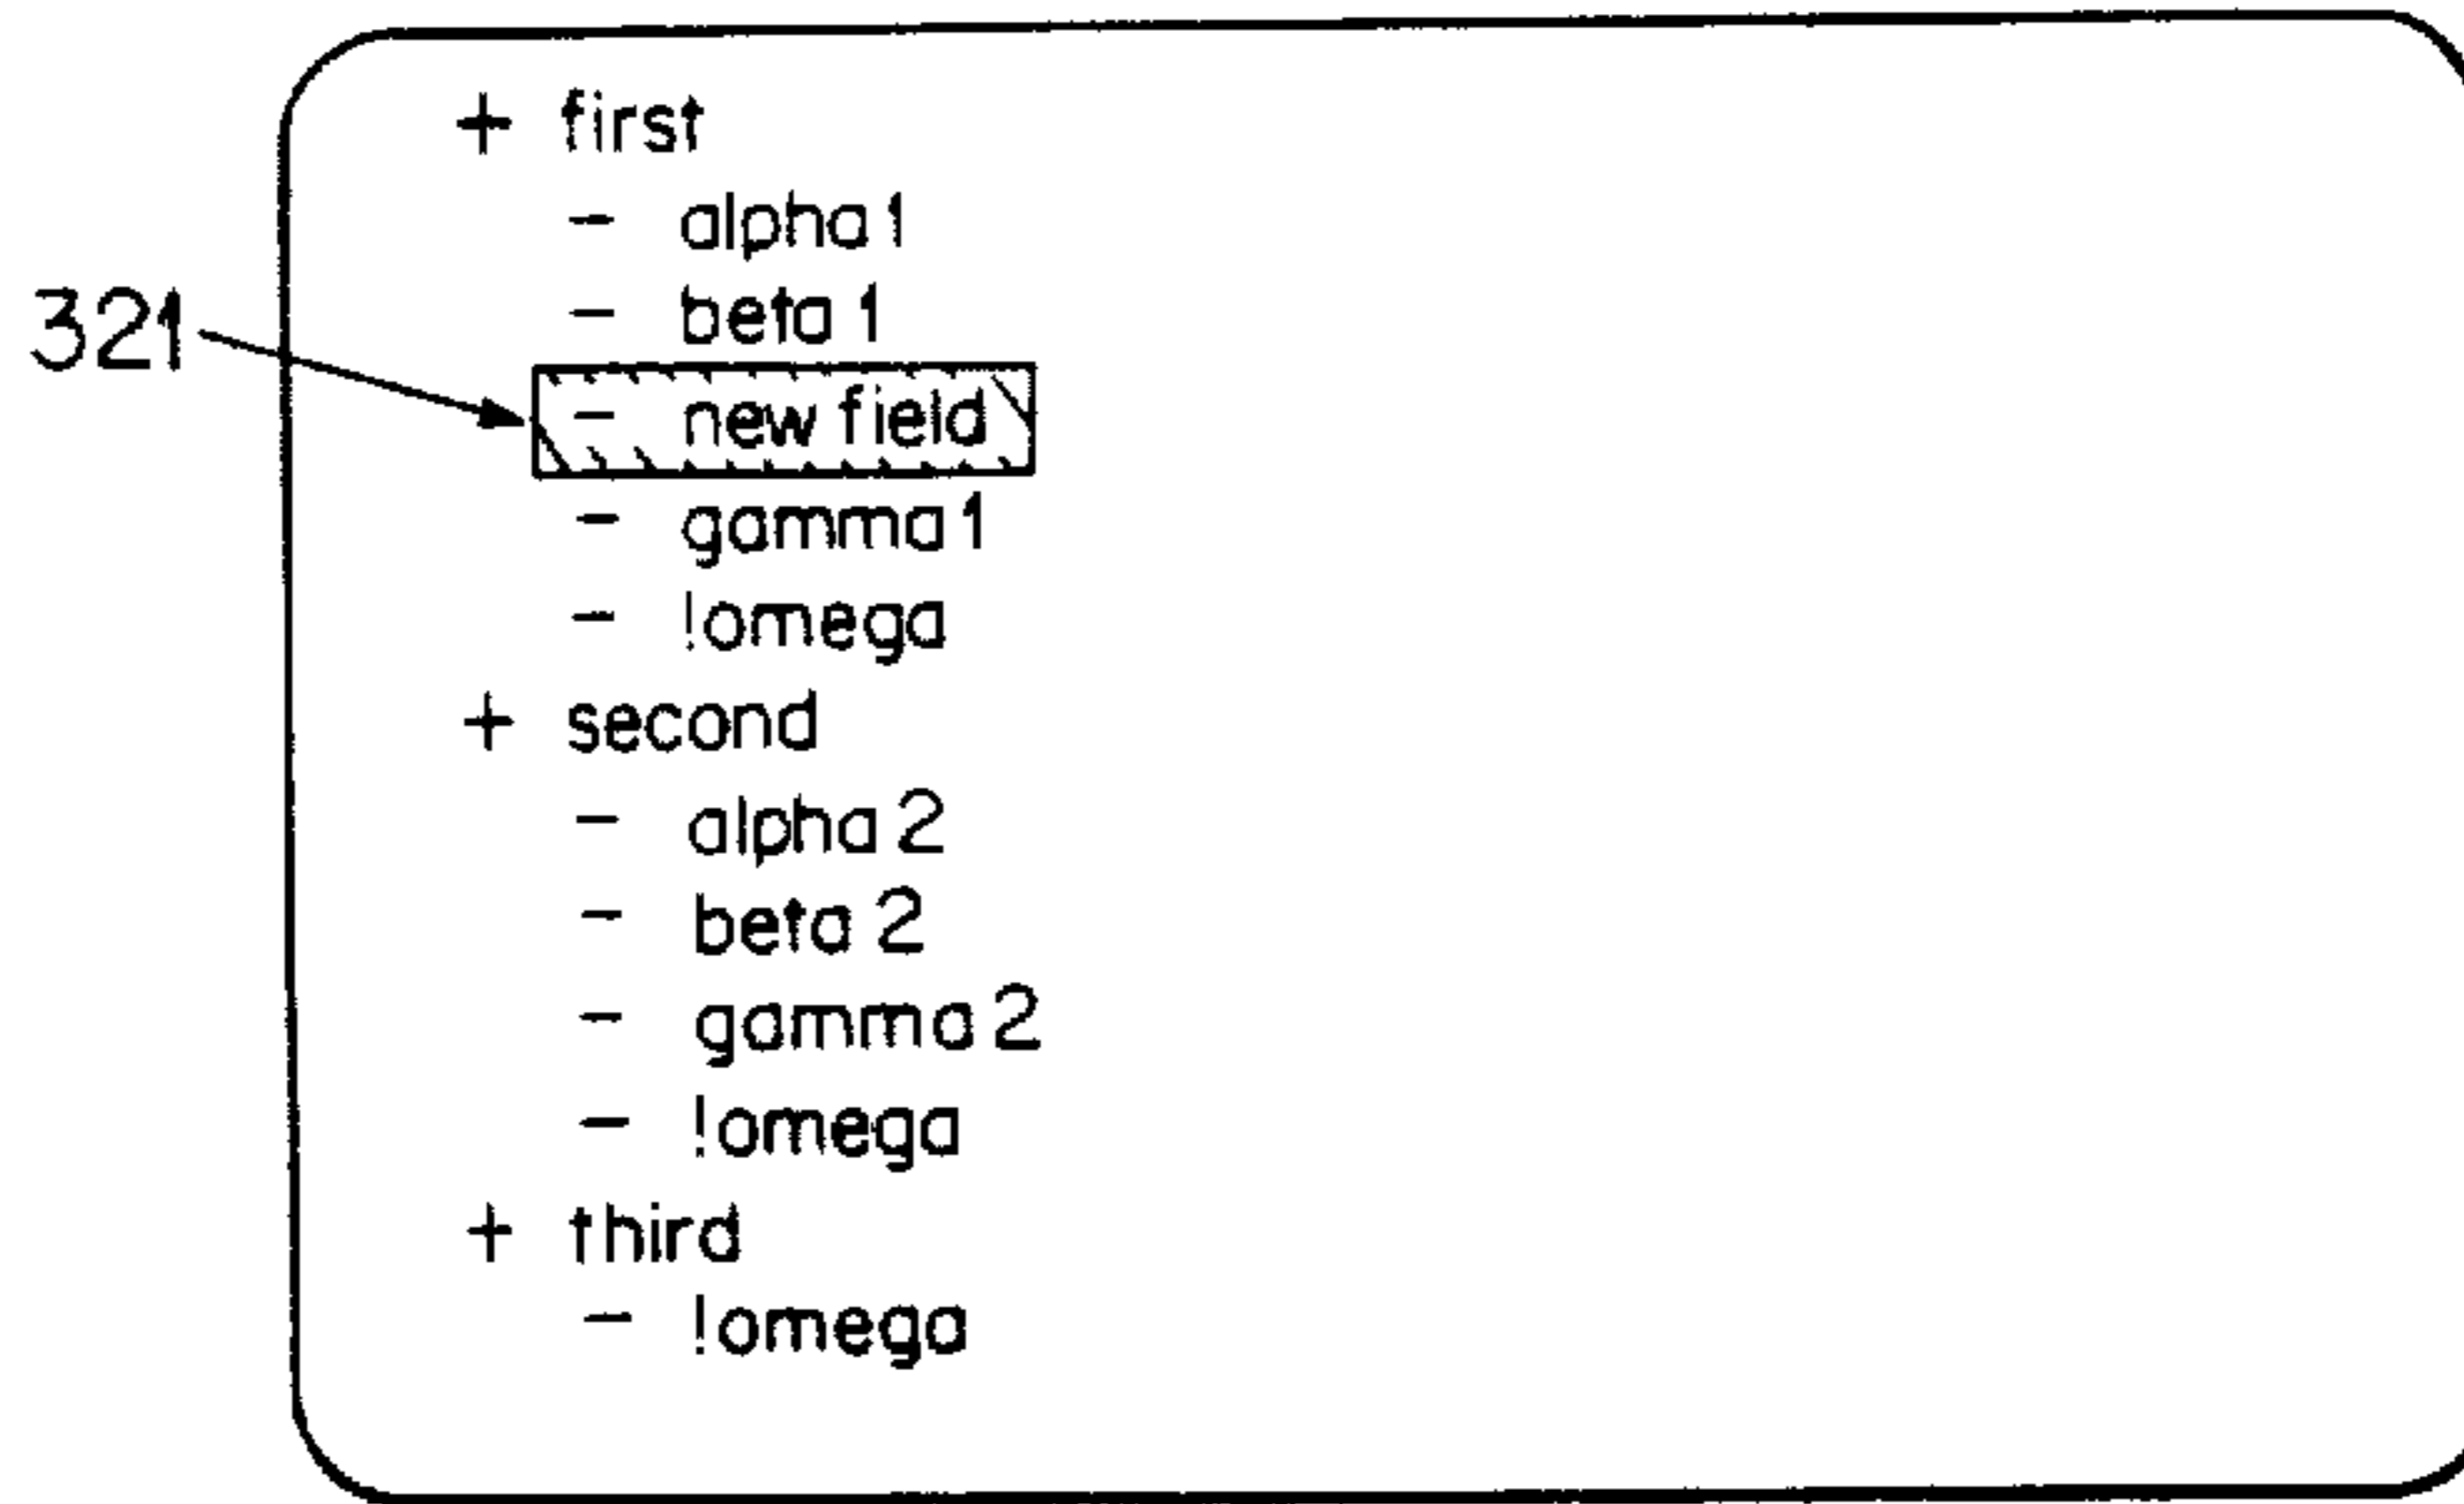 + first
- alpha 1
- beta 1
321
- new field
- gamma 1
- !omega
+ second
- alpha 2
- beta 2
- gamma 2
- !omega
+ third
- !omega